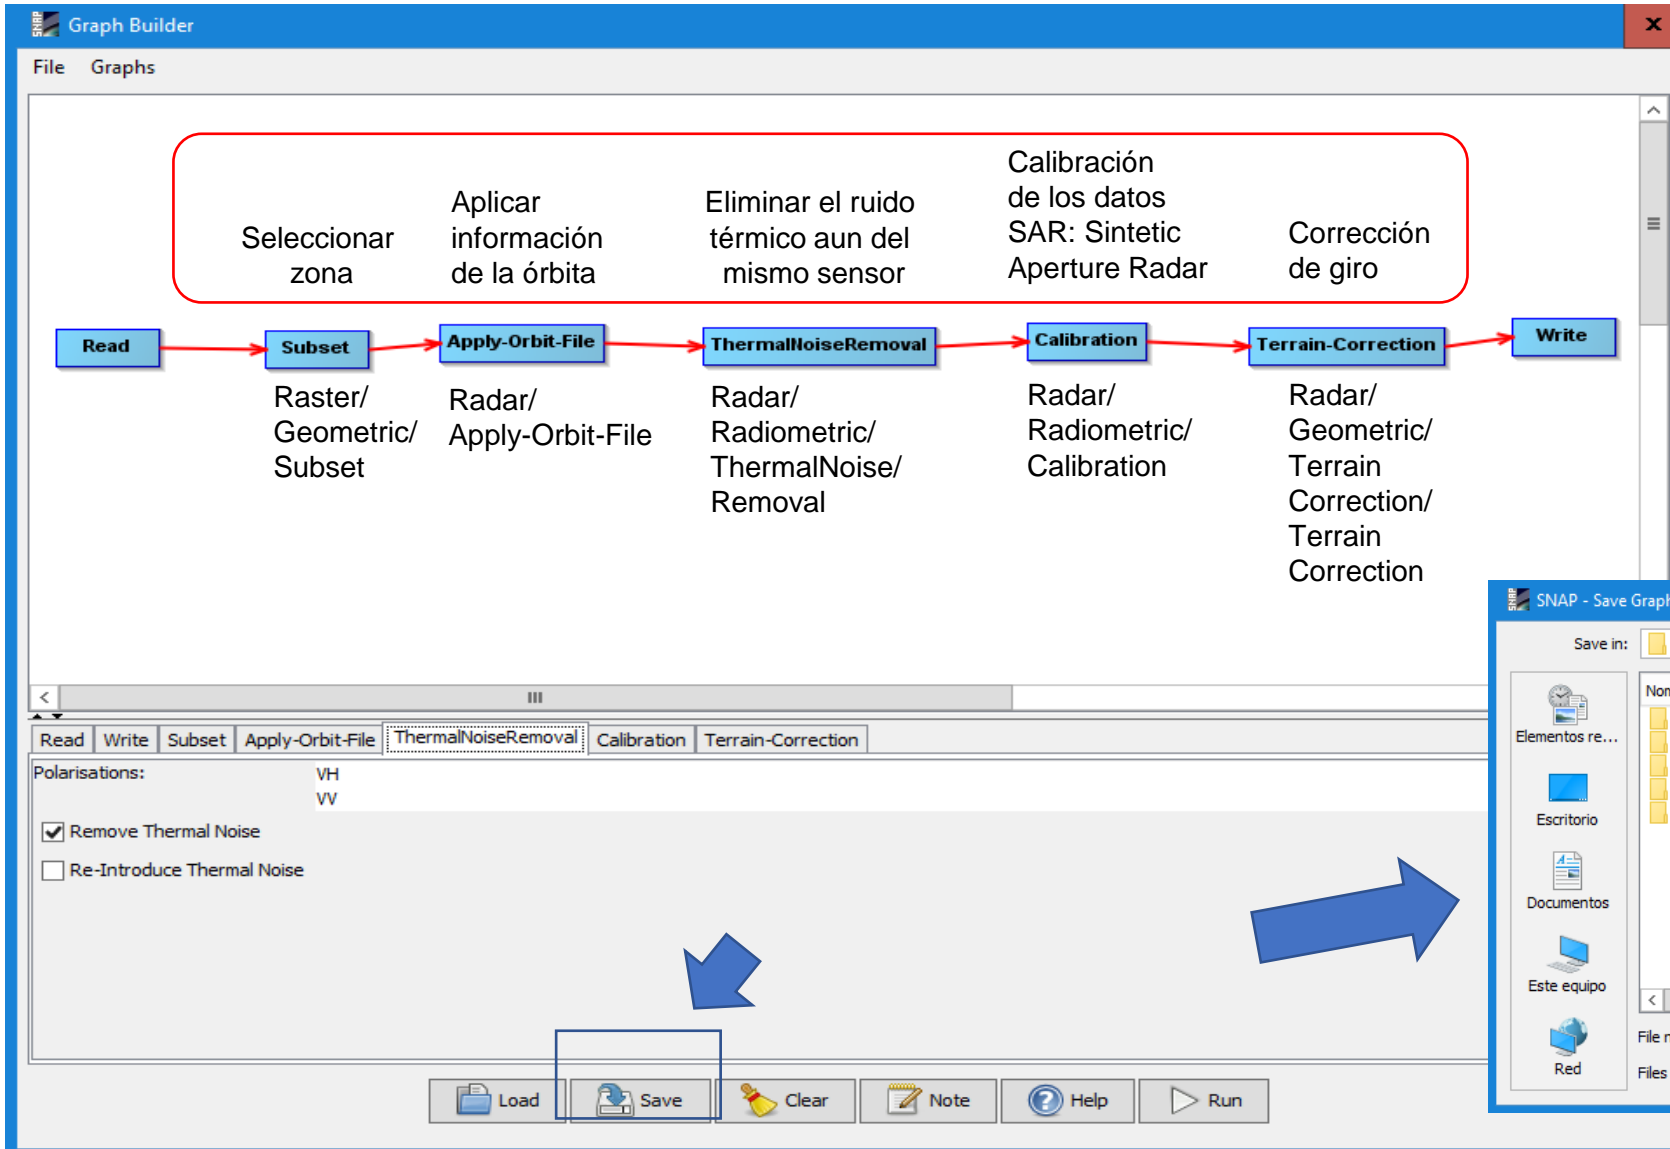 Graph Builder
x
File Graphs
Seleccionar
zona
Aplicar
información
de la órbita
Eliminar el ruido
térmico aun del
mismo sensor
Calibración
de los datos
SAR: Sintetic
Aperture Radar
Corrección
de giro
Read
Subset
Apply-Orbit-File
ThermalNoiseRemoval
Calibration
Terrain-Correction
Write
Raster/
Geometric/
Subset
Radar/
Apply-Orbit-File
Radar/
Radiometric/
ThermalNoise/
Removal
Radar/
Radiometric/
Calibration
Radar/
Geometric/
Terrain
Correction/
Terrain
Correction
Read Write Subset Apply-Orbit-File ThermalNoiseRemoval Calibration Terrain-Correction
Polarisations:
VH
VV
Remove Thermal Noise
Re-Introduce Thermal Noise
Load Save Clear Note Help Run
SNAP
SNAP
SNAP - Save Graph
Save in:
Nom
Elementos re...
Escritorio
Documentos
Este equipo
Red
File n
Files